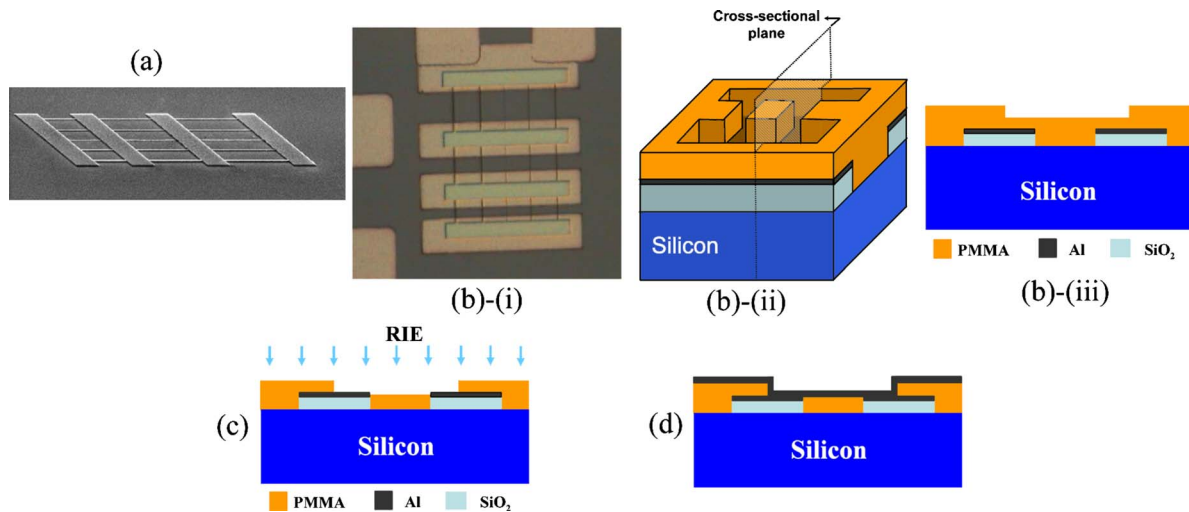 (a)
(b)-(i)
Cross-sectional
plane
Silicon
(b)-(ii)
Silicon
PMMA Al SiO₂
(b)-(iii)
RIE
(c)
Silicon
PMMA Al SiO₂
(d)
Silicon